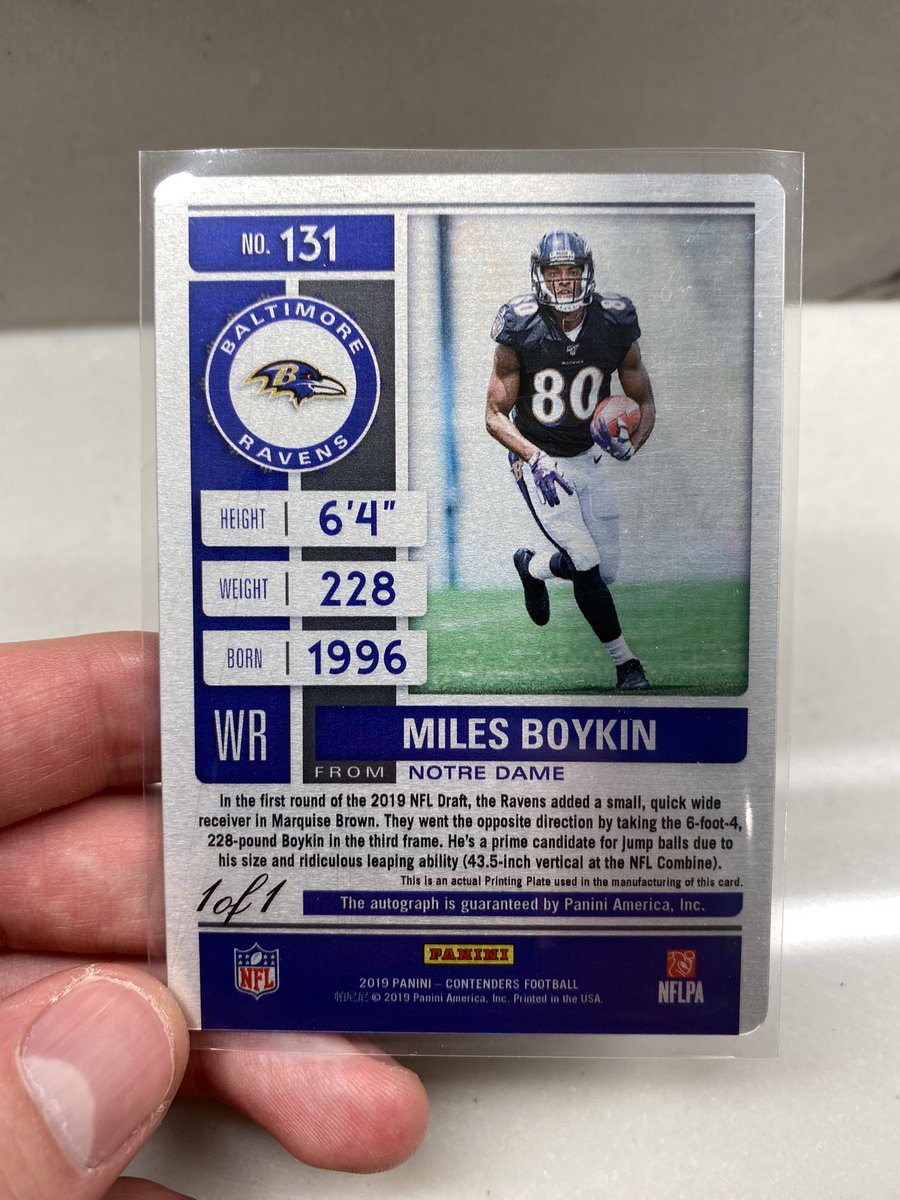 NO. 131
BALTIMORE
B
RAVENS
80
80
HEIGHT | 6'4"
WEIGHT | 228
BORN | 1996
WR
MILES BOYKIN
FROM NOTRE DAME
In the first round of the 2019 NFL Draft, the Ravens added a small, quick wide
receiver in Marquise Brown. They went the opposite direction by taking the 6-foot-4,
228-pound Boykin in the third frame. He's a prime candidate for jump balls due to
his size and ridiculous leaping ability (43.5-inch vertical at the NFL Combine).
This is an actual Printing Plate used in the manufacturing of this card.
1 of 1
The autograph is guaranteed by Panini America, Inc.
NFL
PANINI
2019 PANINI – CONTENDERS FOOTBALL
帕尼尼 © 2019 Panini America, Inc. Printed in the USA.
NFLPA